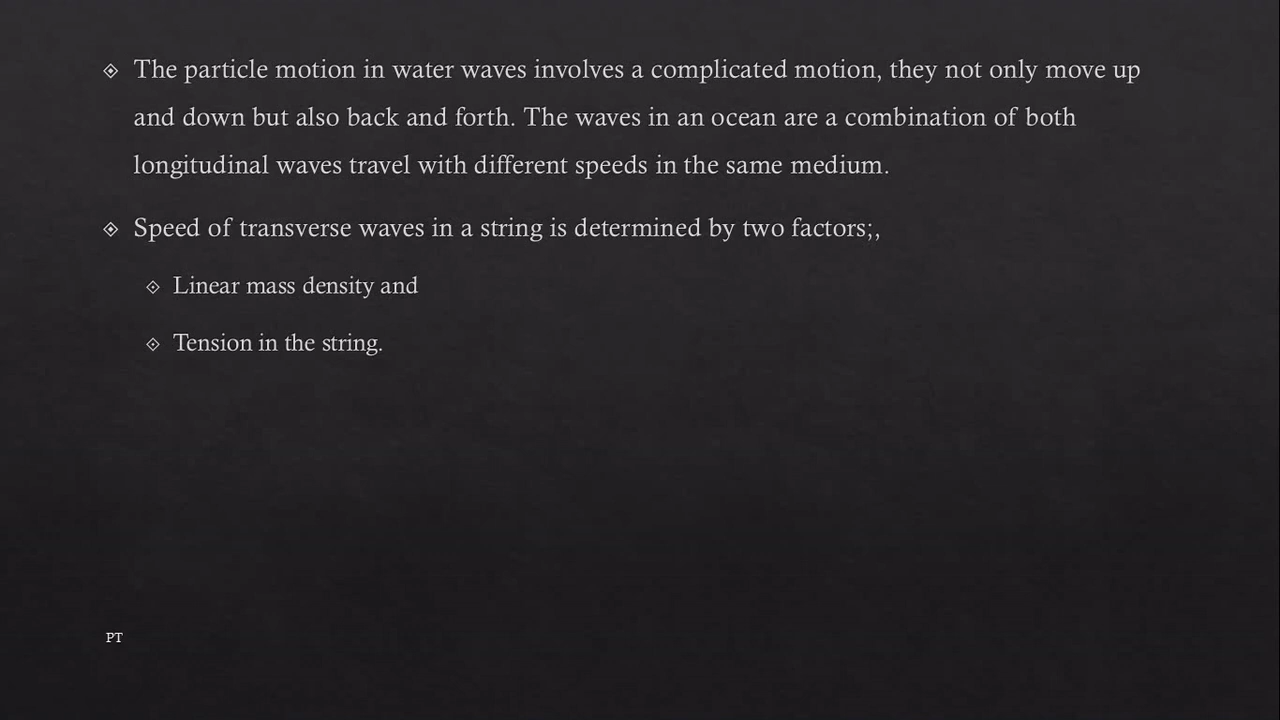 The particle motion in water waves involves a complicated motion, they not only move up
and down but also back and forth. The waves in an ocean are a combination of both
longitudinal waves travel with different speeds in the same medium.
Speed of transverse waves in a string is determined by two factors;,
Linear mass density and
Tension in the string.
PT